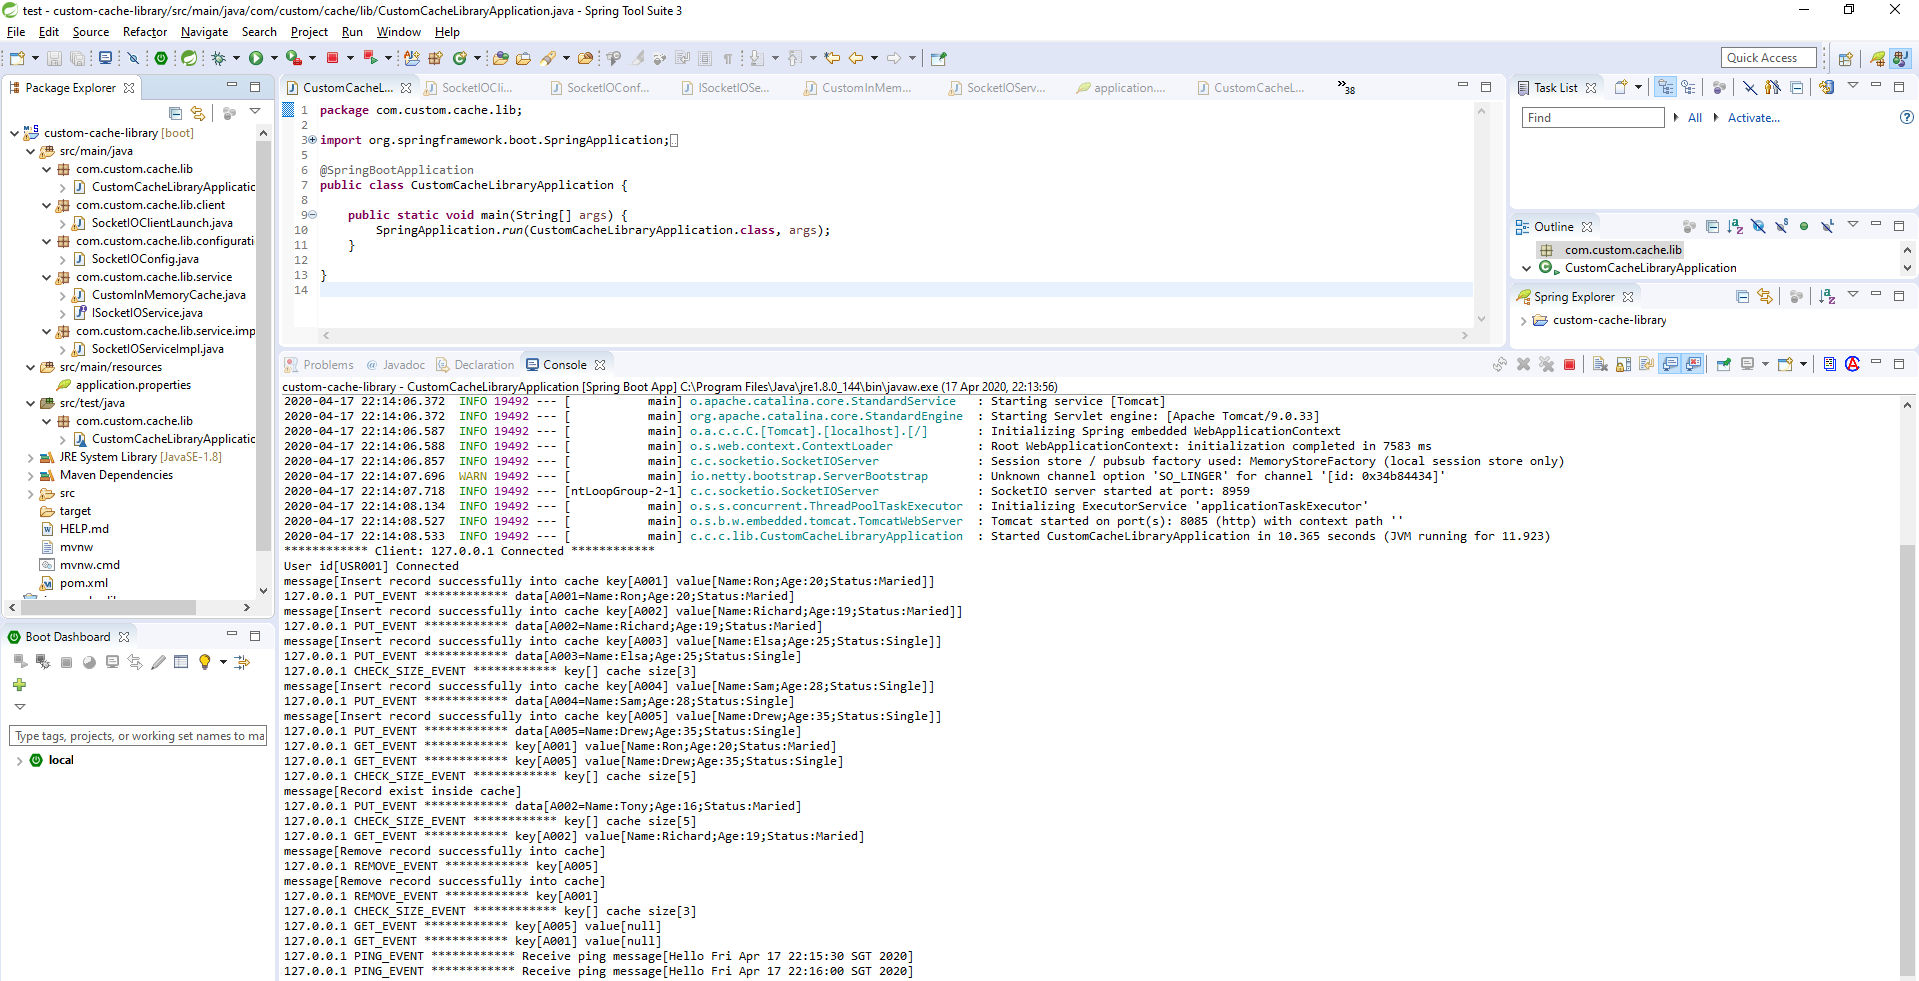 test - custom-cache-library/src/main/java/com/custom/cache/lib/CustomCacheLibraryApplication.java - Spring Tool Suite 3
File Edit Source Refactor Navigate Search Project Run Window Help
Quick Access
Package Explorer
custom-cache-library [boot]
src/main/java
com.custom.cache.lib
CustomCacheLibraryApplicatic
com.custom.cache.lib.client
SocketIOClientLaunch.java
com.custom.cache.lib.configurati
SocketIOConfig.java
com.custom.cache.lib.service
CustomInMemoryCache.java
ISocketIOService.java
com.custom.cache.lib.service.imp
SocketIOServiceImpl.java
src/main/resources
application.properties
src/test/java
com.custom.cache.lib
CustomCacheLibraryApplicatic
JRE System Library [JavaSE-1.8]
Maven Dependencies
src
target
HELP.md
mvnw
mvnw.cmd
pom.xml
Boot Dashboard
Type tags, projects, or working set names to ma
local
CustomCacheL... SocketIOCli... SocketIOConf... ISocketIOSe... CustomInMem... SocketIOServ... application.... CustomCacheL... »38
1 package com.custom.cache.lib;
2
3 import org.springframework.boot.SpringApplication;
5
6 @SpringBootApplication
7 public class CustomCacheLibraryApplication {
8
9 public static void main(String[] args) {
10 SpringApplication.run(CustomCacheLibraryApplication.class, args);
11 }
12
13 }
14
Task List
Find All Activate...
Outline
com.custom.cache.lib
CustomCacheLibraryApplication
Spring Explorer
custom-cache-library
Problems @ Javadoc Declaration Console
custom-cache-library - CustomCacheLibraryApplication [Spring Boot App] C:\Program Files\Java\jre1.8.0_144\bin\javaw.exe (17 Apr 2020, 22:13:56)
2020-04-17 22:14:06.372 INFO 19492 --- [ main] o.apache.catalina.core.StandardService : Starting service [Tomcat]
2020-04-17 22:14:06.372 INFO 19492 --- [ main] org.apache.catalina.core.StandardEngine : Starting Servlet engine: [Apache Tomcat/9.0.33]
2020-04-17 22:14:06.587 INFO 19492 --- [ main] o.a.c.c.C.[Tomcat].[localhost].[/] : Initializing Spring embedded WebApplicationContext
2020-04-17 22:14:06.588 INFO 19492 --- [ main] o.s.web.context.ContextLoader : Root WebApplicationContext: initialization completed in 7583 ms
2020-04-17 22:14:06.857 INFO 19492 --- [ main] c.c.socketio.SocketIOServer : Session store / pubsub factory used: MemoryStoreFactory (local session store only)
2020-04-17 22:14:07.696 WARN 19492 --- [ main] io.netty.bootstrap.ServerBootstrap : Unknown channel option 'SO_LINGER' for channel '[id: 0x34b84434]'
2020-04-17 22:14:07.718 INFO 19492 --- [ntLoopGroup-2-1] c.c.socketio.SocketIOServer : SocketIO server started at port: 8959
2020-04-17 22:14:08.134 INFO 19492 --- [ main] o.s.s.concurrent.ThreadPoolTaskExecutor : Initializing ExecutorService 'applicationTaskExecutor'
2020-04-17 22:14:08.527 INFO 19492 --- [ main] o.s.b.w.embedded.tomcat.TomcatWebServer : Tomcat started on port(s): 8085 (http) with context path ''
2020-04-17 22:14:08.533 INFO 19492 --- [ main] c.c.c.lib.CustomCacheLibraryApplication : Started CustomCacheLibraryApplication in 10.365 seconds (JVM running for 11.923)
************ Client: 127.0.0.1 Connected ************
User id[USR001] Connected
message[Insert record successfully into cache key[A001] value[Name:Ron;Age:20;Status:Maried]]
127.0.0.1 PUT_EVENT ************ data[A001=Name:Ron;Age:20;Status:Maried]
message[Insert record successfully into cache key[A002] value[Name:Richard;Age:19;Status:Maried]]
127.0.0.1 PUT_EVENT ************ data[A002=Name:Richard;Age:19;Status:Maried]
message[Insert record successfully into cache key[A003] value[Name:Elsa;Age:25;Status:Single]]
127.0.0.1 PUT_EVENT ************ data[A003=Name:Elsa;Age:25;Status:Single]
127.0.0.1 CHECK_SIZE_EVENT ************ key[] cache size[3]
message[Insert record successfully into cache key[A004] value[Name:Sam;Age:28;Status:Single]]
127.0.0.1 PUT_EVENT ************ data[A004=Name:Sam;Age:28;Status:Single]
message[Insert record successfully into cache key[A005] value[Name:Drew;Age:35;Status:Single]]
127.0.0.1 PUT_EVENT ************ data[A005=Name:Drew;Age:35;Status:Single]
127.0.0.1 GET_EVENT ************ key[A001] value[Name:Ron;Age:20;Status:Maried]
127.0.0.1 GET_EVENT ************ key[A005] value[Name:Drew;Age:35;Status:Single]
127.0.0.1 CHECK_SIZE_EVENT ************ key[] cache size[5]
message[Record exist inside cache]
127.0.0.1 PUT_EVENT ************ data[A002=Name:Tony;Age:16;Status:Maried]
127.0.0.1 CHECK_SIZE_EVENT ************ key[] cache size[5]
127.0.0.1 GET_EVENT ************ key[A002] value[Name:Richard;Age:19;Status:Maried]
message[Remove record successfully into cache]
127.0.0.1 REMOVE_EVENT ************ key[A005]
message[Remove record successfully into cache]
127.0.0.1 REMOVE_EVENT ************ key[A001]
127.0.0.1 CHECK_SIZE_EVENT ************ key[] cache size[3]
127.0.0.1 GET_EVENT ************ key[A005] value[null]
127.0.0.1 GET_EVENT ************ key[A001] value[null]
127.0.0.1 PING_EVENT ************ Receive ping message[Hello Fri Apr 17 22:15:30 SGT 2020]
127.0.0.1 PING_EVENT ************ Receive ping message[Hello Fri Apr 17 22:16:00 SGT 2020]